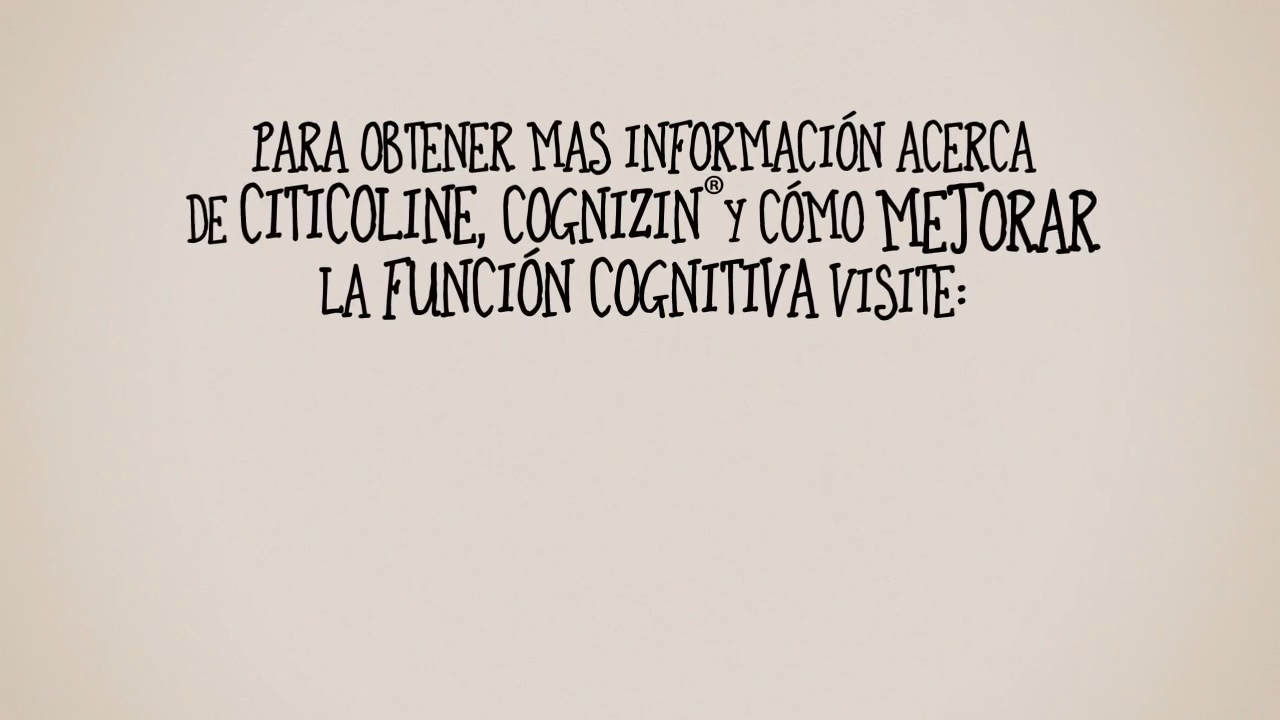 PARA OBTENER MAS INFORMACIÓN ACERCA
DE CITICOLINE, COGNIZIN® Y CÓMO MEJORAR
LA FUNCIÓN COGNITIVA VISITE: